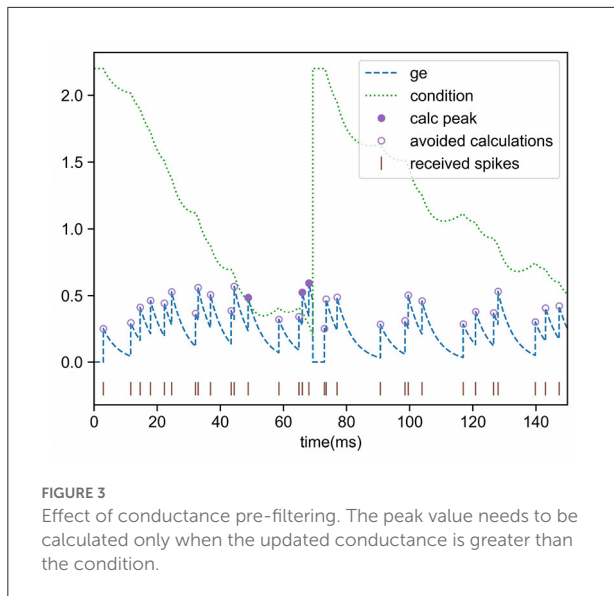 2.0
1.5
1.0
0.5
0.0
ge
condition
calc peak
avoided calculations
received spikes
0 20 40 60 80 100 120 140
time(ms)
FIGURE 3
Effect of conductance pre-filtering. The peak value needs to be
calculated only when the updated conductance is greater than
the condition.